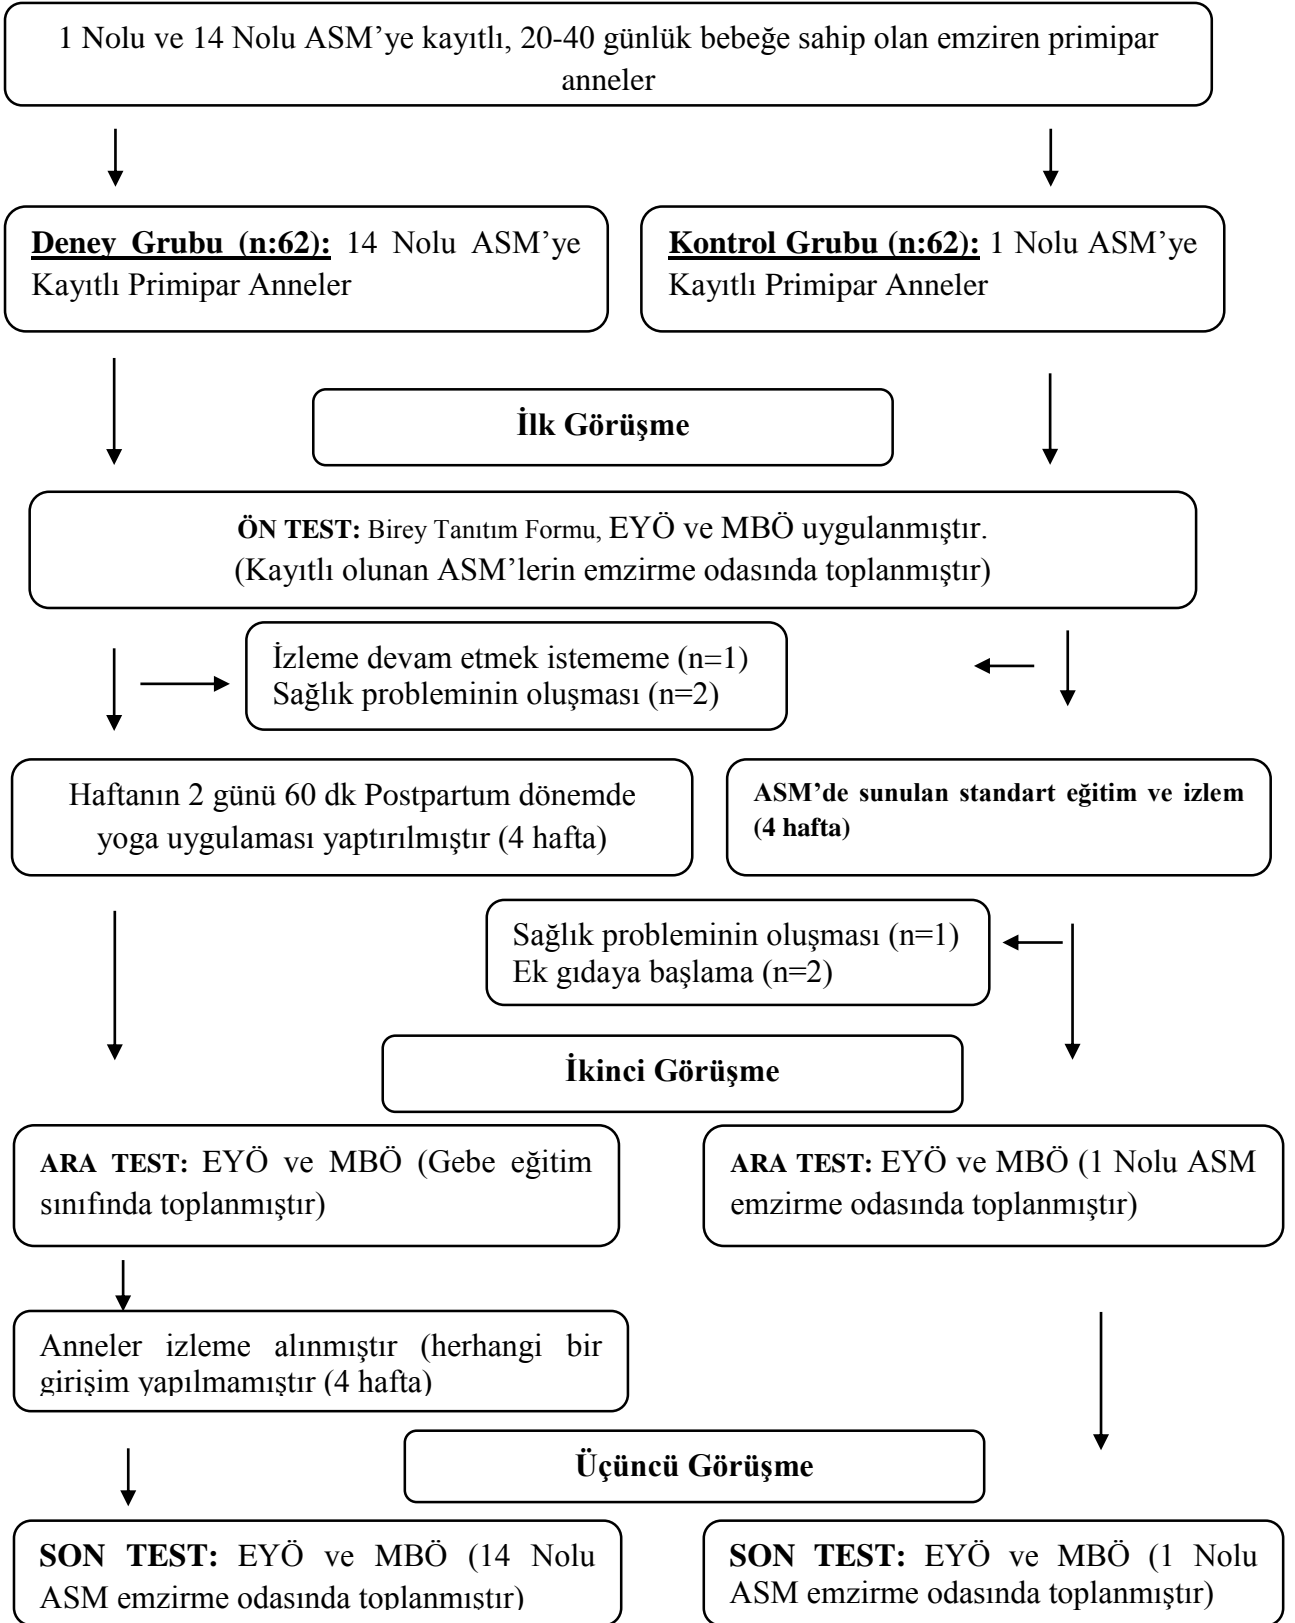 1 Nolu ve 14 Nolu ASM’ye kayıtlı, 20-40 günlük bebeğe sahip olan emziren primipar
anneler
Deney Grubu (n:62): 14 Nolu ASM’ye
Kayıtlı Primipar Anneler
Kontrol Grubu (n:62): 1 Nolu ASM’ye
Kayıtlı Primipar Anneler
İlk Görüşme
ÖN TEST: Birey Tanıtım Formu, EYÖ ve MBÖ uygulanmıştır.
(Kayıtlı olunan ASM’lerin emzirme odasında toplanmıştır)
İzleme devam etmek istememe (n=1)
Sağlık probleminin oluşması (n=2)
Haftanın 2 günü 60 dk Postpartum dönemde
yoga uygulaması yaptırılmıştır (4 hafta)
ASM’de sunulan standart eğitim ve izlem
(4 hafta)
Sağlık probleminin oluşması (n=1)
Ek gıdaya başlama (n=2)
İkinci Görüşme
ARA TEST: EYÖ ve MBÖ (Gebe eğitim
sınıfında toplanmıştır)
ARA TEST: EYÖ ve MBÖ (1 Nolu ASM
emzirme odasında toplanmıştır)
Anneler izleme alınmıştır (herhangi bir
girişim yapılmamıştır (4 hafta)
Üçüncü Görüşme
SON TEST: EYÖ ve MBÖ (14 Nolu
ASM emzirme odasında toplanmıştır)
SON TEST: EYÖ ve MBÖ (1 Nolu
ASM emzirme odasında toplanmıştır)